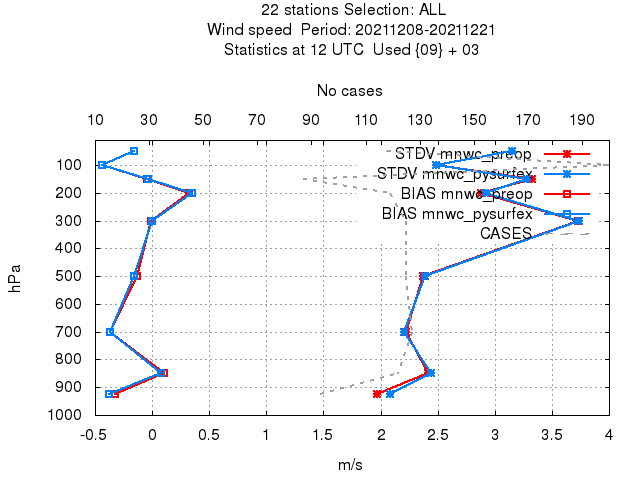 22 stations Selection: ALL
Wind speed  Period: 20211208-20211221
Statistics at 12 UTC  Used {09} + 03
No cases
10 30 50 70 90 110 130 150 170 190
STDV mnwc_preop
STDV mnwc_pysurfex
BIAS mnwc_preop
BIAS mnwc_pysurfex
CASES
100
200
300
400
500
600
700
800
900
1000
hPa
-0.5 0 0.5 1 1.5 2 2.5 3 3.5 4
m/s